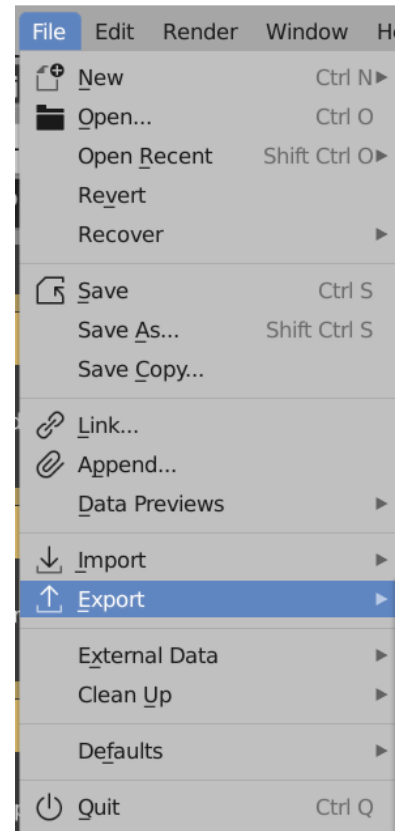 File Edit Render Window
New Ctrl N
Open... Ctrl O
Open Recent Shift Ctrl O
Revert
Recover
Save Ctrl S
Save As... Shift Ctrl S
Save Copy...
Link...
Append...
Data Previews
Import
Export
External Data
Clean Up
Defaults
Quit Ctrl Q